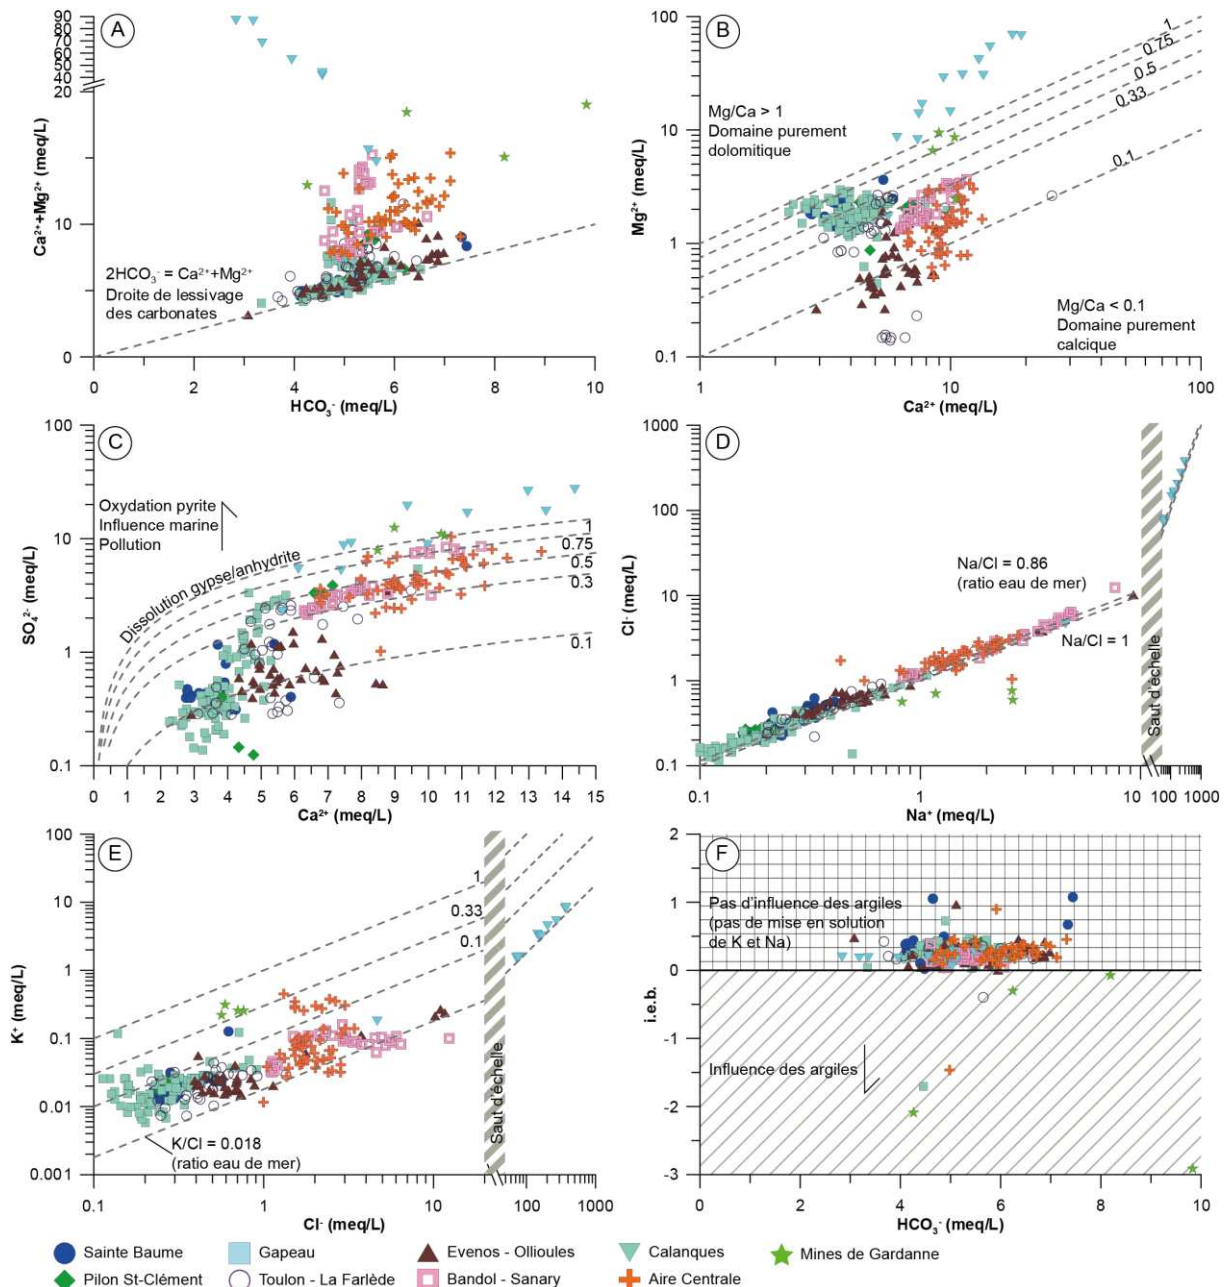 A
Ca²⁺+Mg²⁺ (meq/L)
90
80
70
60
50
40
30
20
10
0
2HCO₃⁻ = Ca²⁺+Mg²⁺
Droite de lessivage
des carbonates
0 2 4 6 8 10
HCO₃⁻ (meq/L)
B
Mg²⁺ (meq/L)
100
10
1
0.1
1
0.75
0.5
0.33
0.1
Mg/Ca > 1
Domaine purement
dolomitique
Mg/Ca < 0.1
Domaine purement
calcique
1 10 100
Ca²⁺ (meq/L)
C
SO₄²⁻ (meq/L)
100
10
1
0.1
Oxydation pyrite
Influence marine
Pollution
Dissolution gypse/anhydrite
1
0.75
0.5
0.3
0.1
0 1 2 3 4 5 6 7 8 9 10 11 12 13 14 15
Ca²⁺ (meq/L)
D
Cl⁻ (meq/L)
1000
100
10
1
0.1
Na/Cl = 0.86
(ratio eau de mer)
Na/Cl = 1
Saut d'échelle
0.1 1 10 100 1000
Na⁺ (meq/L)
E
K⁺ (meq/L)
100
10
1
0.1
0.01
0.001
1
0.33
0.1
K/Cl = 0.018
(ratio eau de mer)
Saut d'échelle
0.1 1 10 100 1000
Cl⁻ (meq/L)
F
i.e.b.
2
1
0
-1
-2
-3
Pas d'influence des argiles
(pas de mise en solution
de K et Na)
Influence des argiles
0 2 4 6 8 10
HCO₃⁻ (meq/L)
Sainte Baume Gapeau Evenos - Ollioules Calanques Mines de Gardanne
Pilon St-Clément Toulon - La Farlède Bandol - Sanary Aire Centrale